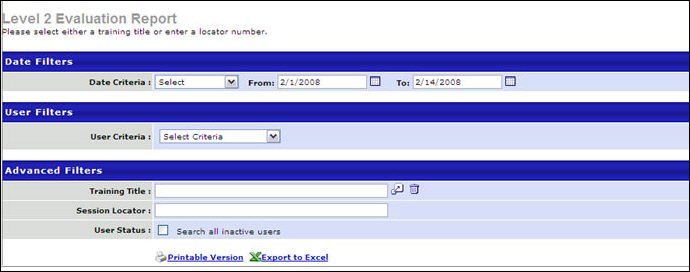 Level 2 Evaluation Report
Please select either a training title or enter a locator number.
Date Filters
Date Criteria : Select From: 2/1/2008 To: 2/14/2008
User Filters
User Criteria : Select Criteria
Advanced Filters
Training Title :
Session Locator :
User Status : Search all inactive users
Printable Version Export to Excel